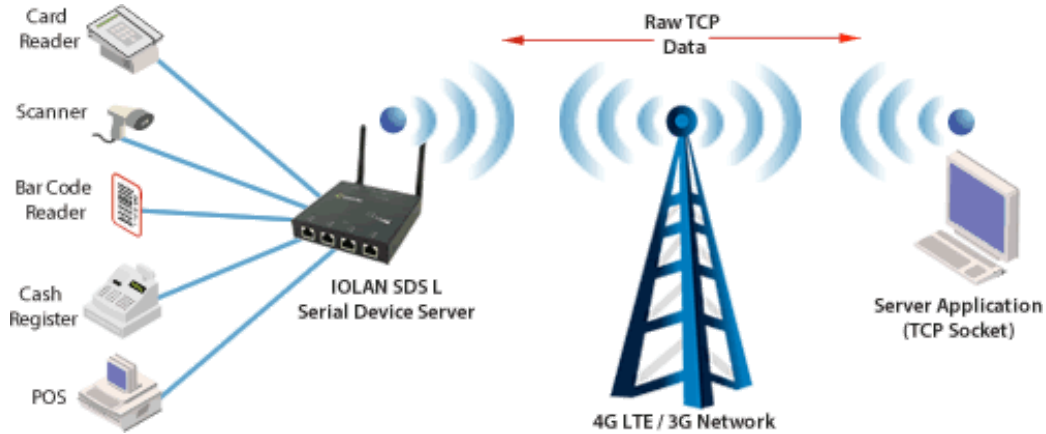 Card
Reader
Scanner
Bar Code
Reader
Cash
Register
POS
IOLAN SDS L
Serial Device Server
Raw TCP
Data
4G LTE / 3G Network
Server Application
(TCP Socket)